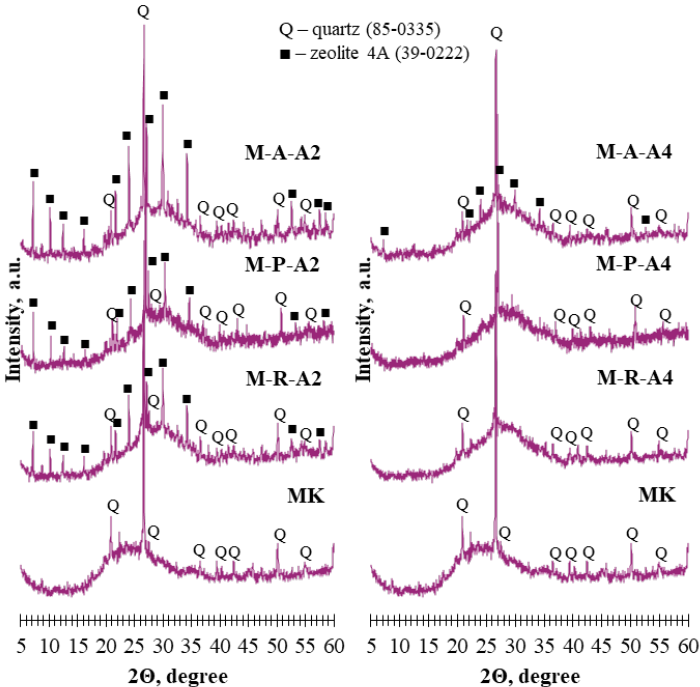 Q – quartz (85-0335)
■ – zeolite 4A (39-0222)
Intensity, a.u.
Q
M-A-A2
Q Q Q Q Q Q
M-P-A2
Q Q Q Q Q Q Q
M-R-A2
Q Q Q Q Q Q Q
MK
Q Q Q Q Q Q Q
5 10 15 20 25 30 35 40 45 50 55 60
2Θ, degree
Intensity, a.u.
Q
M-A-A4
Q Q Q Q Q Q
M-P-A4
Q Q Q Q Q Q
M-R-A4
Q Q Q Q Q Q
MK
Q Q Q Q Q Q Q
5 10 15 20 25 30 35 40 45 50 55 60
2Θ, degree